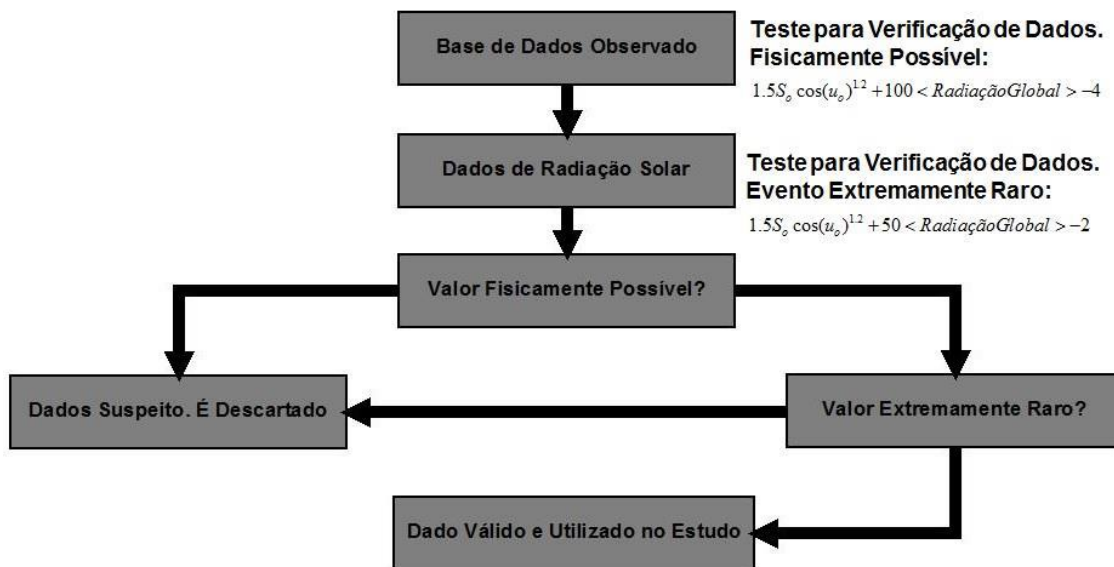 Base de Dados Observado
Teste para Verificação de Dados.
Fisicamente Possível:
1.5S_o cos(u_o)^1.2 +100 < RadiaçãoGlobal > −4
Dados de Radiação Solar
Teste para Verificação de Dados.
Evento Extremamente Raro:
1.5S_o cos(u_o)^1.2 +50 < RadiaçãoGlobal > −2
Valor Fisicamente Possível?
Dados Suspeito. É Descartado
Valor Extremamente Raro?
Dado Válido e Utilizado no Estudo